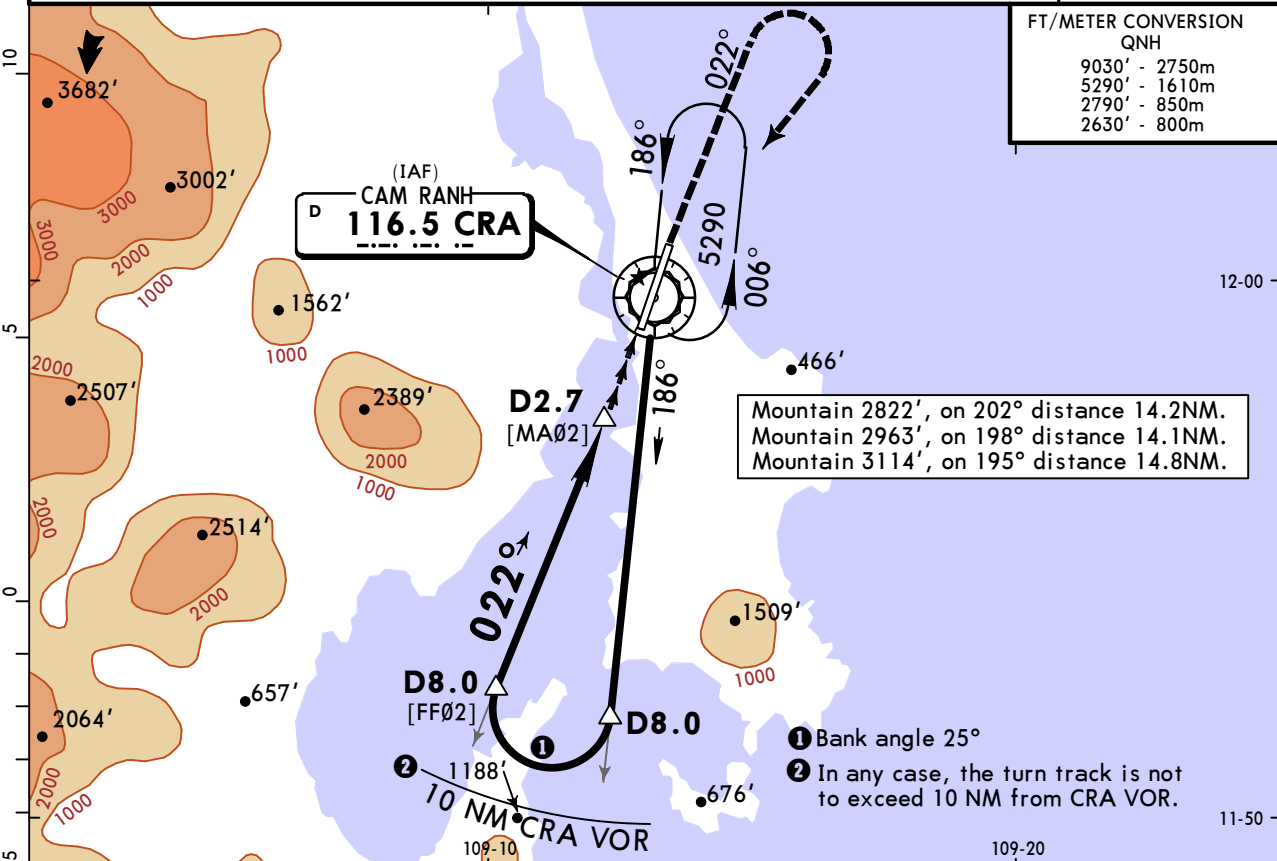 FT/METER CONVERSION
QNH
9030' - 2750m
5290' - 1610m
2790' - 850m
2630' - 800m
10
3682'
022°
186°
3002'
3000
3000
2000
1000
(IAF)
CAM RANH
D
116.5 CRA
5290
006°
12-00
1562'
1000
5
2000
2507'
2389'
2000
1000
D2.7
[MAØ2]
186°
466'
Mountain 2822', on 202° distance 14.2NM.
Mountain 2963', on 198° distance 14.1NM.
Mountain 3114', on 195° distance 14.8NM.
2000
2514'
2000
022°
0
1509'
1000
657'
D8.0
[FFØ2]
D8.0
2064'
2000
1000
1
1 Bank angle 25°
2
1188'
10 NM CRA VOR
676'
2 In any case, the turn track is not
to exceed 10 NM from CRA VOR.
11-50
109-10
109-20
5